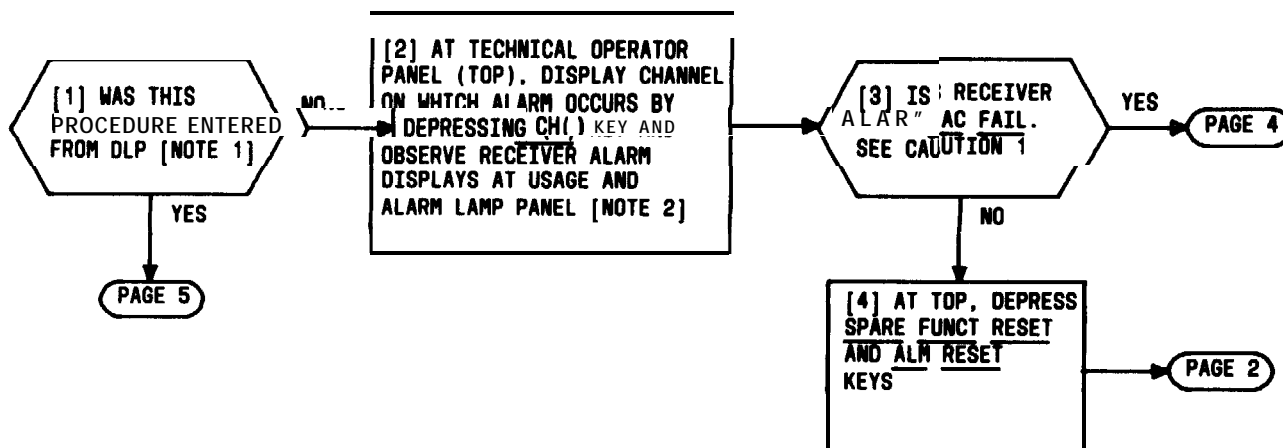 [1] WAS THIS
PROCEDURE ENTERED
FROM DLP [NOTE 1]
NO
YES
PAGE 5
[2] AT TECHNICAL OPERATOR
PANEL (TOP). DISPLAY CHANNEL
ON WHICH ALARM OCCURS BY
DEPRESSING CH() KEY AND
OBSERVE RECEIVER ALARM
DISPLAYS AT USAGE AND
ALARM LAMP PANEL [NOTE 2]
[3] IS RECEIVER
ALAR" AC FAIL.
SEE CAUTION 1
YES
PAGE 4
NO
[4] AT TOP, DEPRESS
SPARE FUNCT RESET
AND ALM RESET
KEYS
PAGE 2